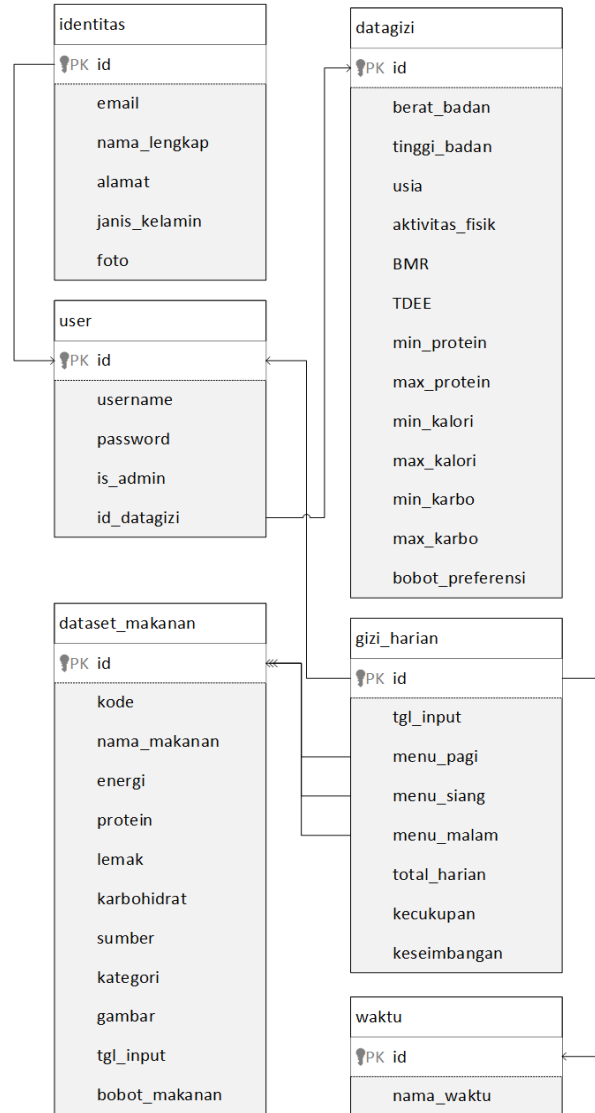 identitas
PK id
email
nama_lengkap
alamat
janis_kelamin
foto
user
PK id
username
password
is_admin
id_datagizi
dataset_makanan
PK id
kode
nama_makanan
energi
protein
lemak
karbohidrat
sumber
kategori
gambar
tgl_input
bobot_makanan
datagizi
PK id
berat_badan
tinggi_badan
usia
aktivitas_fisik
BMR
TDEE
min_protein
max_protein
min_kalori
max_kalori
min_karbo
max_karbo
bobot_preferensi
gizi_harian
PK id
tgl_input
menu_pagi
menu_siang
menu_malam
total_harian
kecukupan
keseimbangan
waktu
PK id
nama_waktu